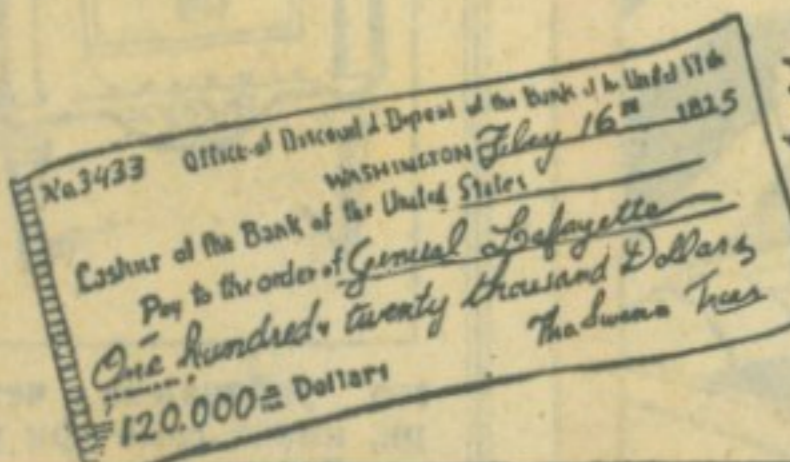 No 3433 Office of Discount & Deposit of the Bank of the United Sts
WASHINGTON Feby 16th 1825
Cashier of the Bank of the United States
Pay to the order of General Lafayette
One hundred & twenty thousand Dollars
120.000 Dollars
Tho Swann Treas